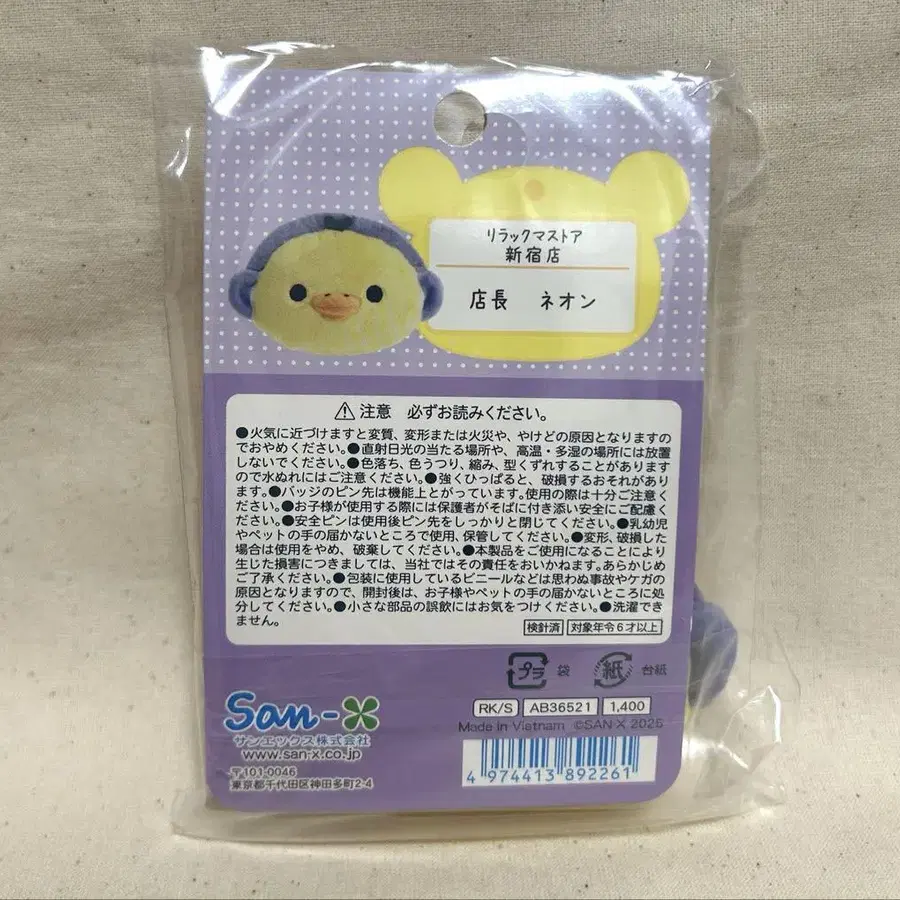 リラックマストア
新宿店
店長 ネオン
⚠注意 必ずお読みください。
●火気に近づけますと変質、変形または火災や、やけどの原因となりますの
でおやめください。●直射日光の当たる場所や、高温・多湿の場所には放置
しないでください。●色落ち、色うつり、縮み、型くずれすることがあります
ので水ぬれにはご注意ください。●強くひっぱると、破損するおそれがあり
ます。●バッジのピン先は機能上とがっています。使用の際は十分ご注意く
ださい。●お子様が使用する際には保護者がそばに付き添い安全にご配慮く
ださい。●安全ピンは使用後ピン先をしっかりと閉じてください。●乳幼児
やペットの手の届かないところで使用、保管してください。●変形、破損した
場合は使用をやめ、破棄してください。●本製品をご使用になることにより
生じた損害につきましては、当社ではその責任をおいかねます。あらかじめ
ご了承ください。●包装に使用しているビニールなどは思わぬ事故やケガの
原因となりますので、開封後は、お子様やペットの手の届かないところに処
分してください。●小さな部品の誤飲にはお気をつけください。●洗濯でき
ません。
検針済 対象年令6才以上
プラ 袋 紙 台紙
San-X
サンエックス株式会社
www.san-x.co.jp
〒101-0046
東京都千代田区神田多町2-4
RK/S AB36521 1,400
Made in Vietnam ©SAN-X 2025
4 974413 892261